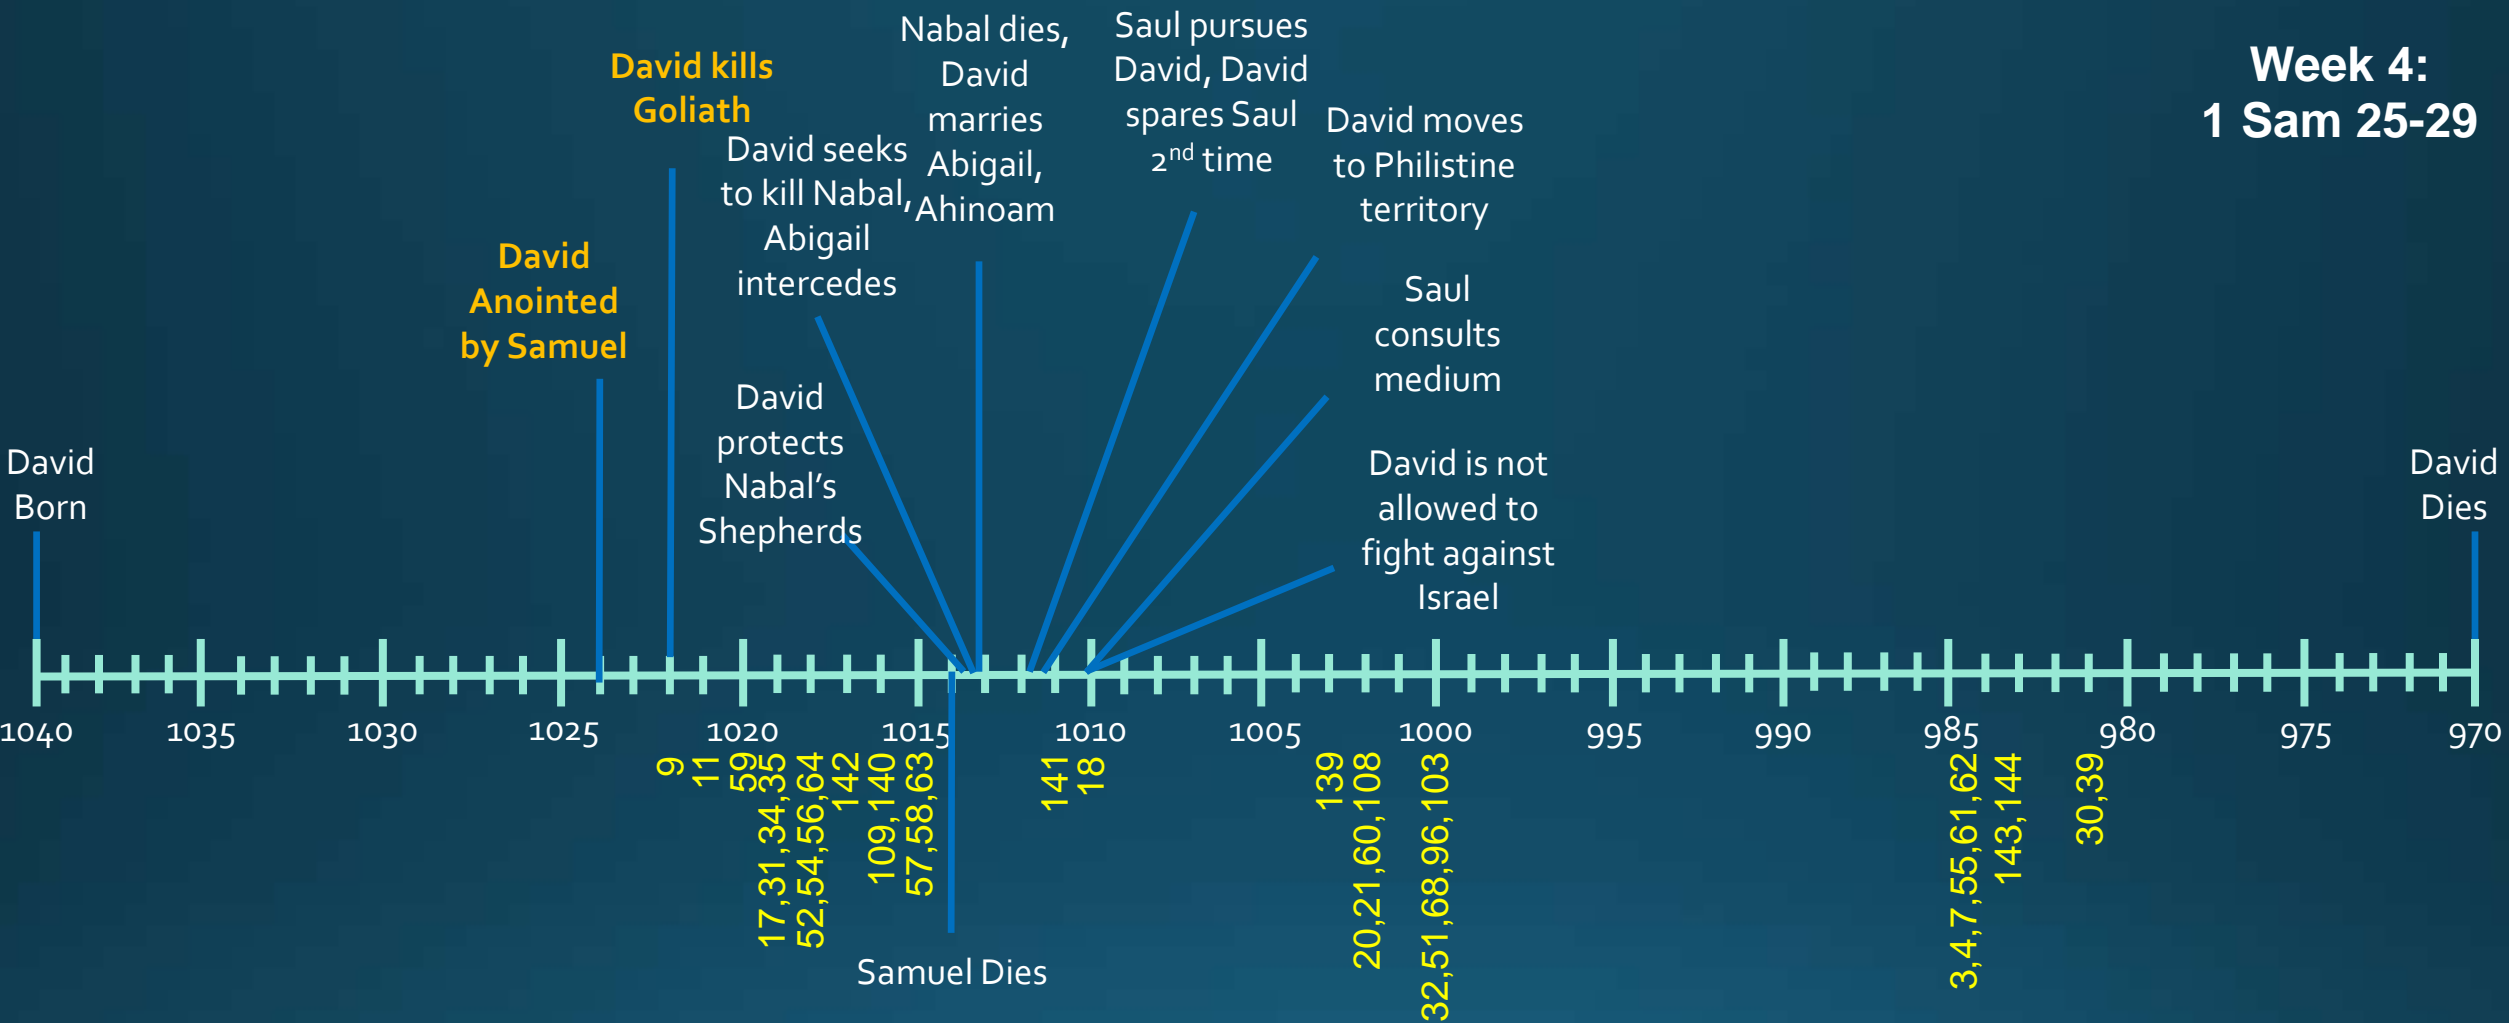 Week 4:
1 Sam 25-29
David
Born
David
Anointed
by Samuel
David kills
Goliath
David seeks
to kill Nabal,
Abigail
intercedes
David
protects
Nabal's
Shepherds
Nabal dies,
David
marries
Abigail,
Ahinoam
Saul pursues
David, David
spares Saul
2nd time
David moves
to Philistine
territory
Saul
consults
medium
David is not
allowed to
fight against
Israel
David
Dies
1040 1035 1030 1025 1020 1015 1010 1005 1000 995 990 985 980 975 970
9
11
59
17,31,34,35
52,54,56,64
142
109,140
57,58,63
141
18
139
20,21,60,108
32,51,68,96,103
3,4,7,55,61,62
143,144
30,39
Samuel Dies